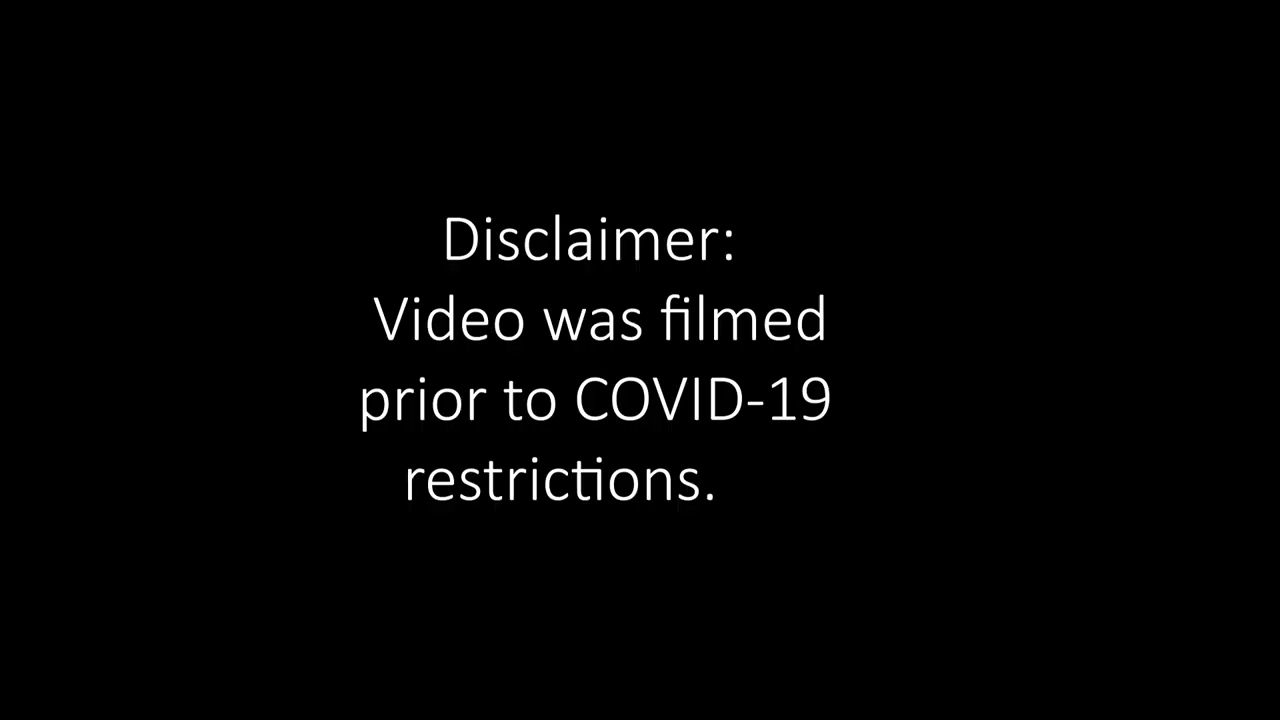 Disclaimer:
Video was filmed
prior to COVID-19
restrictions.